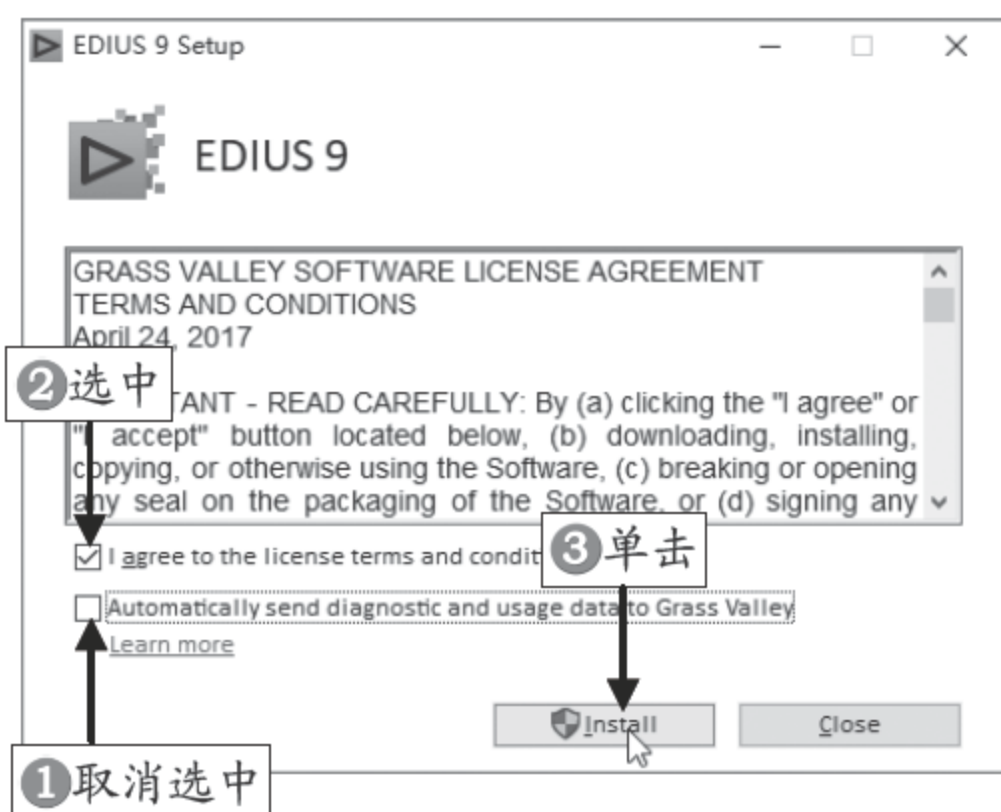 EDIUS 9 Setup
EDIUS 9
GRASS VALLEY SOFTWARE LICENSE AGREEMENT
TERMS AND CONDITIONS
April 24, 2017
❷选中
TANT - READ CAREFULLY: By (a) clicking the "I agree" or
"I accept" button located below, (b) downloading, installing,
copying, or otherwise using the Software, (c) breaking or opening
any seal on the packaging of the Software, or (d) signing any
I agree to the license terms and condit
❸单击
Automatically send diagnostic and usage data to Grass Valley
Learn more
Install
Close
❶取消选中